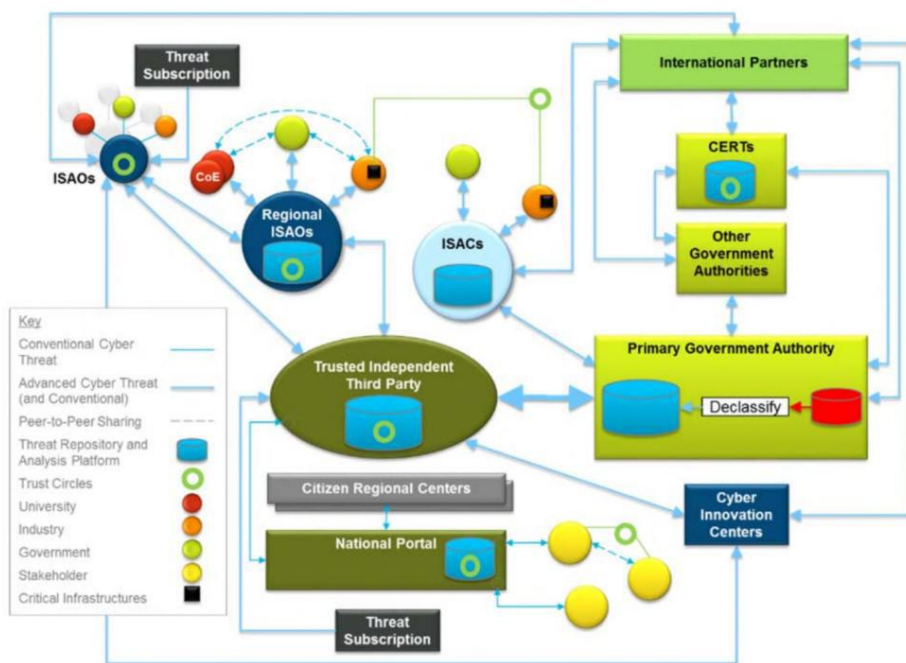 Threat
Subscription
International Partners
ISAOs
CoE
Regional
ISAOs
ISACs
CERTs
Other
Government
Authorities
Key
Conventional Cyber
Threat
Advanced Cyber Threat
(and Conventional)
Peer-to-Peer Sharing
Threat Repository and
Analysis Platform
Trust Circles
University
Industry
Government
Stakeholder
Critical Infrastructures
Trusted Independent
Third Party
Primary Government Authority
Declassify
Citizen Regional Centers
National Portal
Cyber
Innovation
Centers
Threat
Subscription